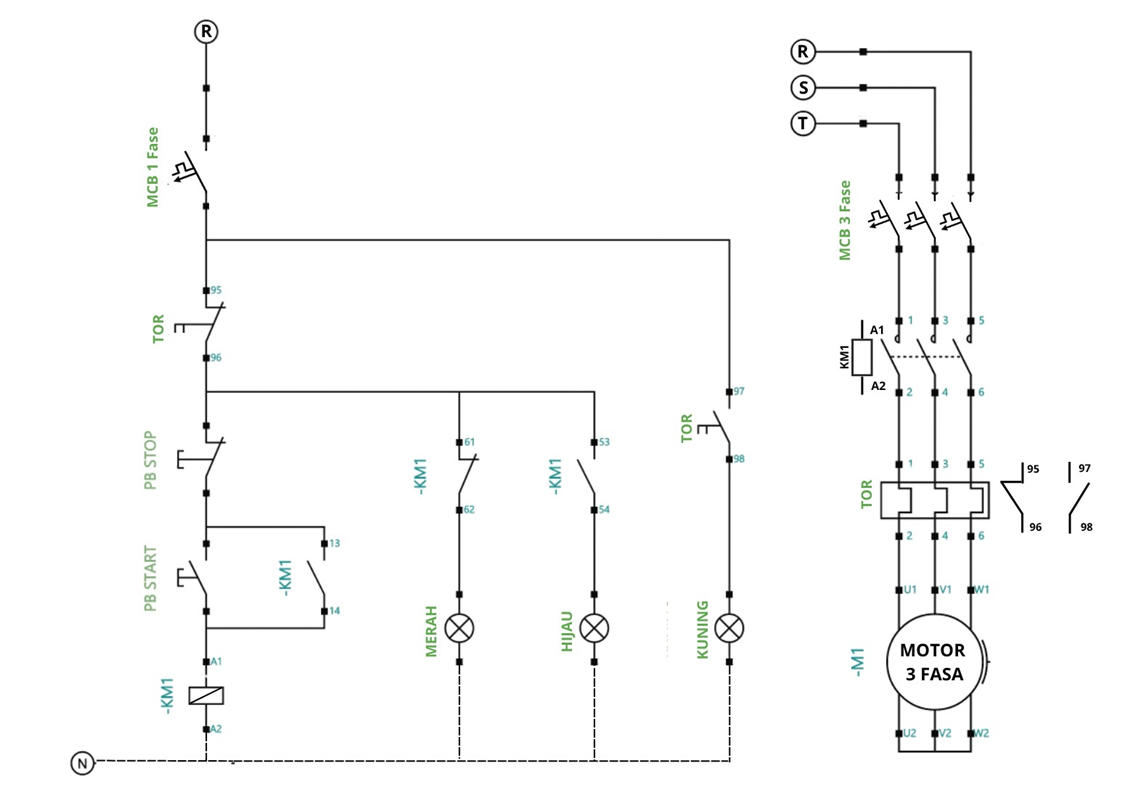 R
MCB 1 Fase
95
TOR
96
PB STOP
PB START
-KM1
13
14
A1
-KM1
A2
N
61
-KM1
62
MERAH
53
-KM1
54
HIJAU
97
TOR
98
KUNING
R
S
T
MCB 3 Fase
1
3
5
A1
KM1
A2
2
4
6
1
3
5
TOR
95
97
96
98
2
4
6
U1
V1
W1
-M1
MOTOR
3 FASA
U2
V2
W2